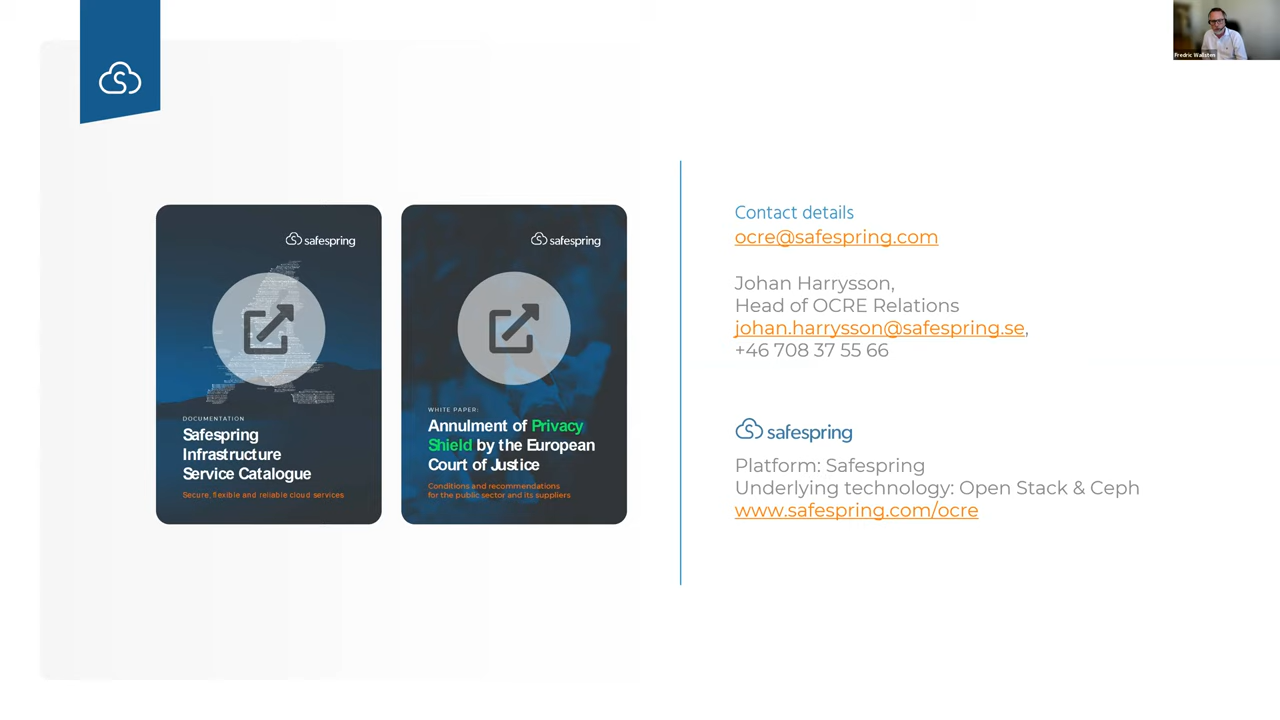 Fredric Wallsten
safespring
DOCUMENTATION
Safespring
Infrastructure
Service Catalogue
Secure, flexible and reliable cloud services
safespring
WHITE PAPER:
Annulment of Privacy
Shield by the European
Court of Justice
Conditions and recommendations
for the public sector and its suppliers
Contact details
ocre@safespring.com
Johan Harrysson,
Head of OCRE Relations
johan.harrysson@safespring.se,
+46 708 37 55 66
safespring
Platform: Safespring
Underlying technology: Open Stack & Ceph
www.safespring.com/ocre